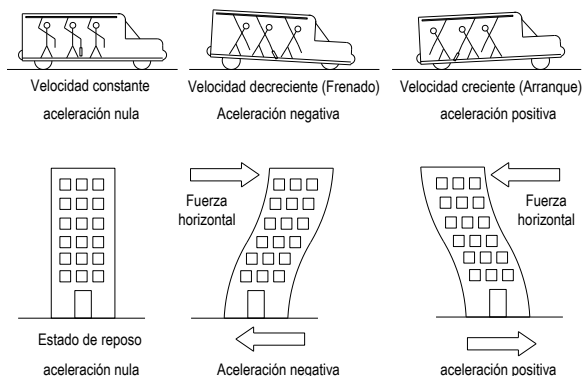 Velocidad constante
aceleración nula
Velocidad decreciente (Frenado)
Aceleración negativa
Velocidad creciente (Arranque)
aceleración positiva
Fuerza
horizontal
Fuerza
horizontal
Estado de reposo
aceleración nula
Aceleración negativa
aceleración positiva